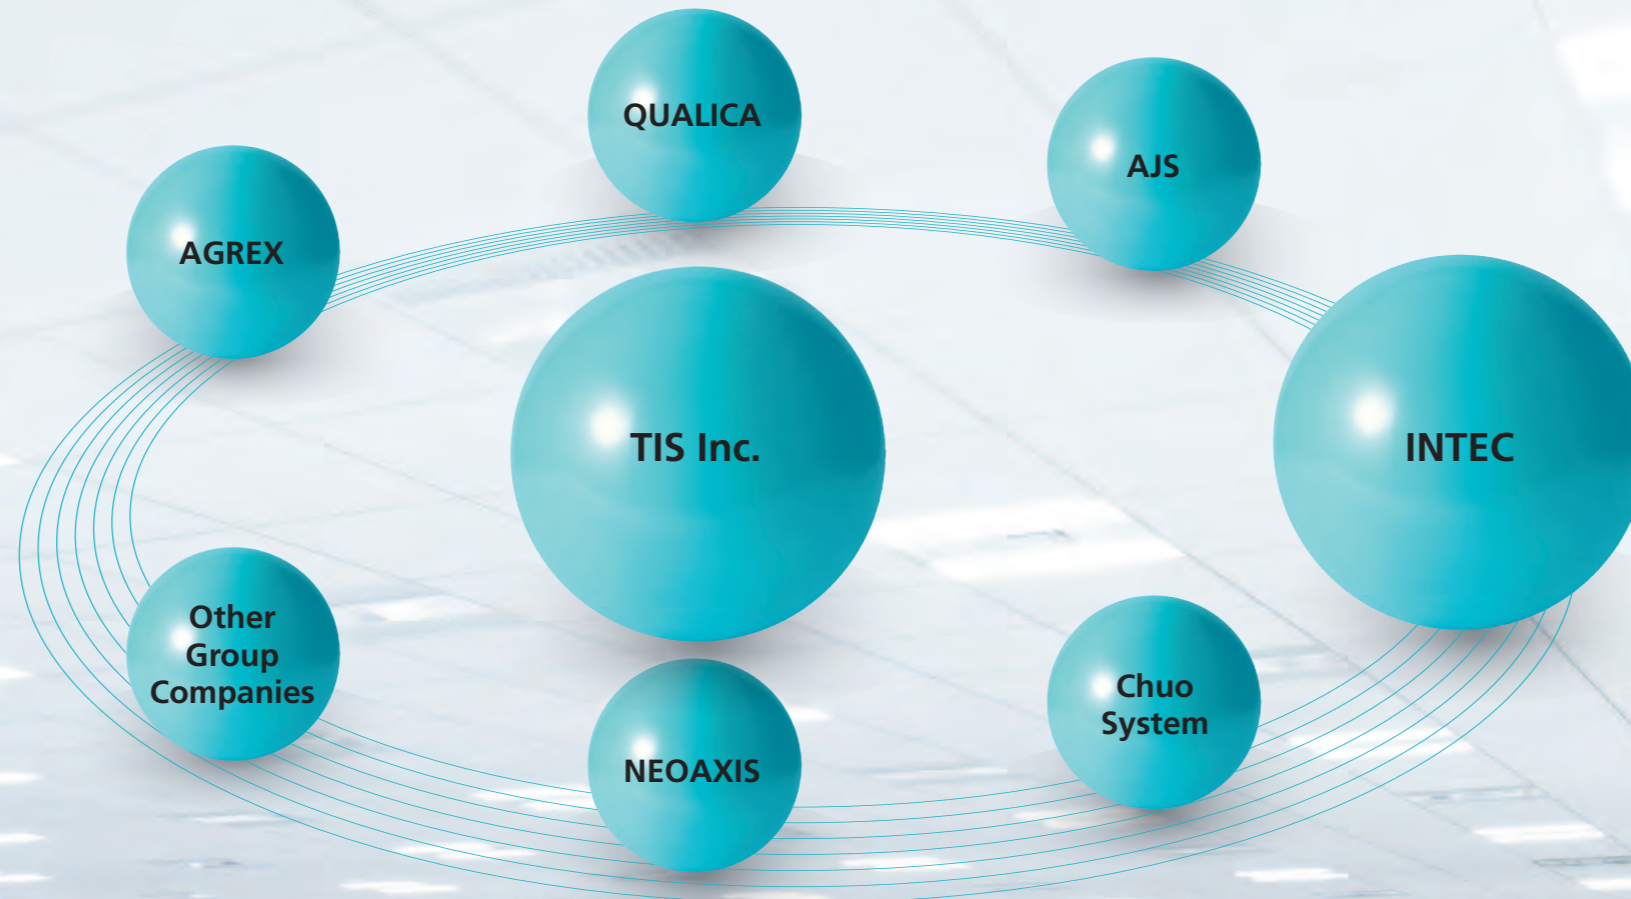 QUALICA
AJS
AGREX
TIS Inc.
INTEC
Other
Group
Companies
Chuo
System
NEOAXIS